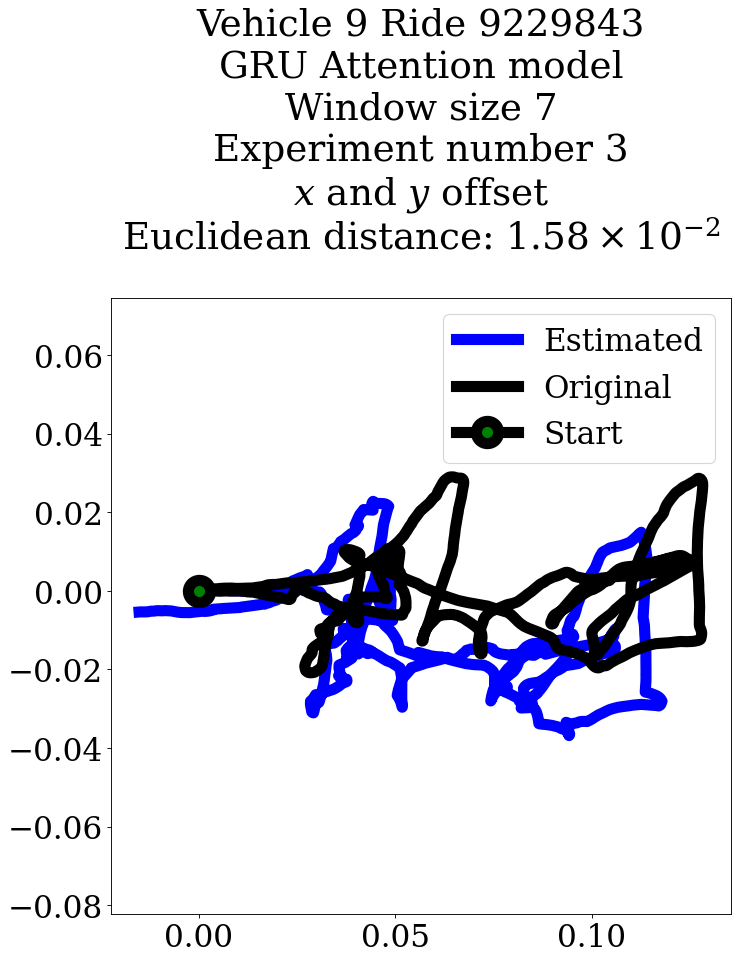 Vehicle 9 Ride 9229843
GRU Attention model
Window size 7
Experiment number 3
x and y offset
Euclidean distance: 1.58 × 10⁻²
Estimated
Original
Start
0.06
0.04
0.02
0.00
−0.02
−0.04
−0.06
−0.08
0.00 0.05 0.10